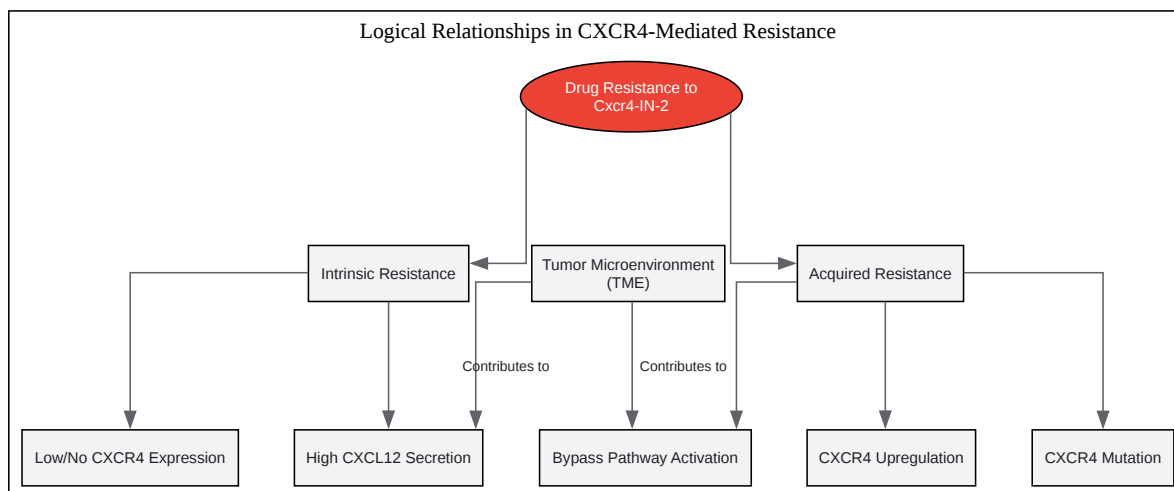 Logical Relationships in CXCR4-Mediated Resistance
Drug Resistance to
Cxcr4-IN-2
Intrinsic Resistance
Tumor Microenvironment
(TME)
Acquired Resistance
Contributes to
Contributes to
Low/No CXCR4 Expression
High CXCL12 Secretion
Bypass Pathway Activation
CXCR4 Upregulation
CXCR4 Mutation